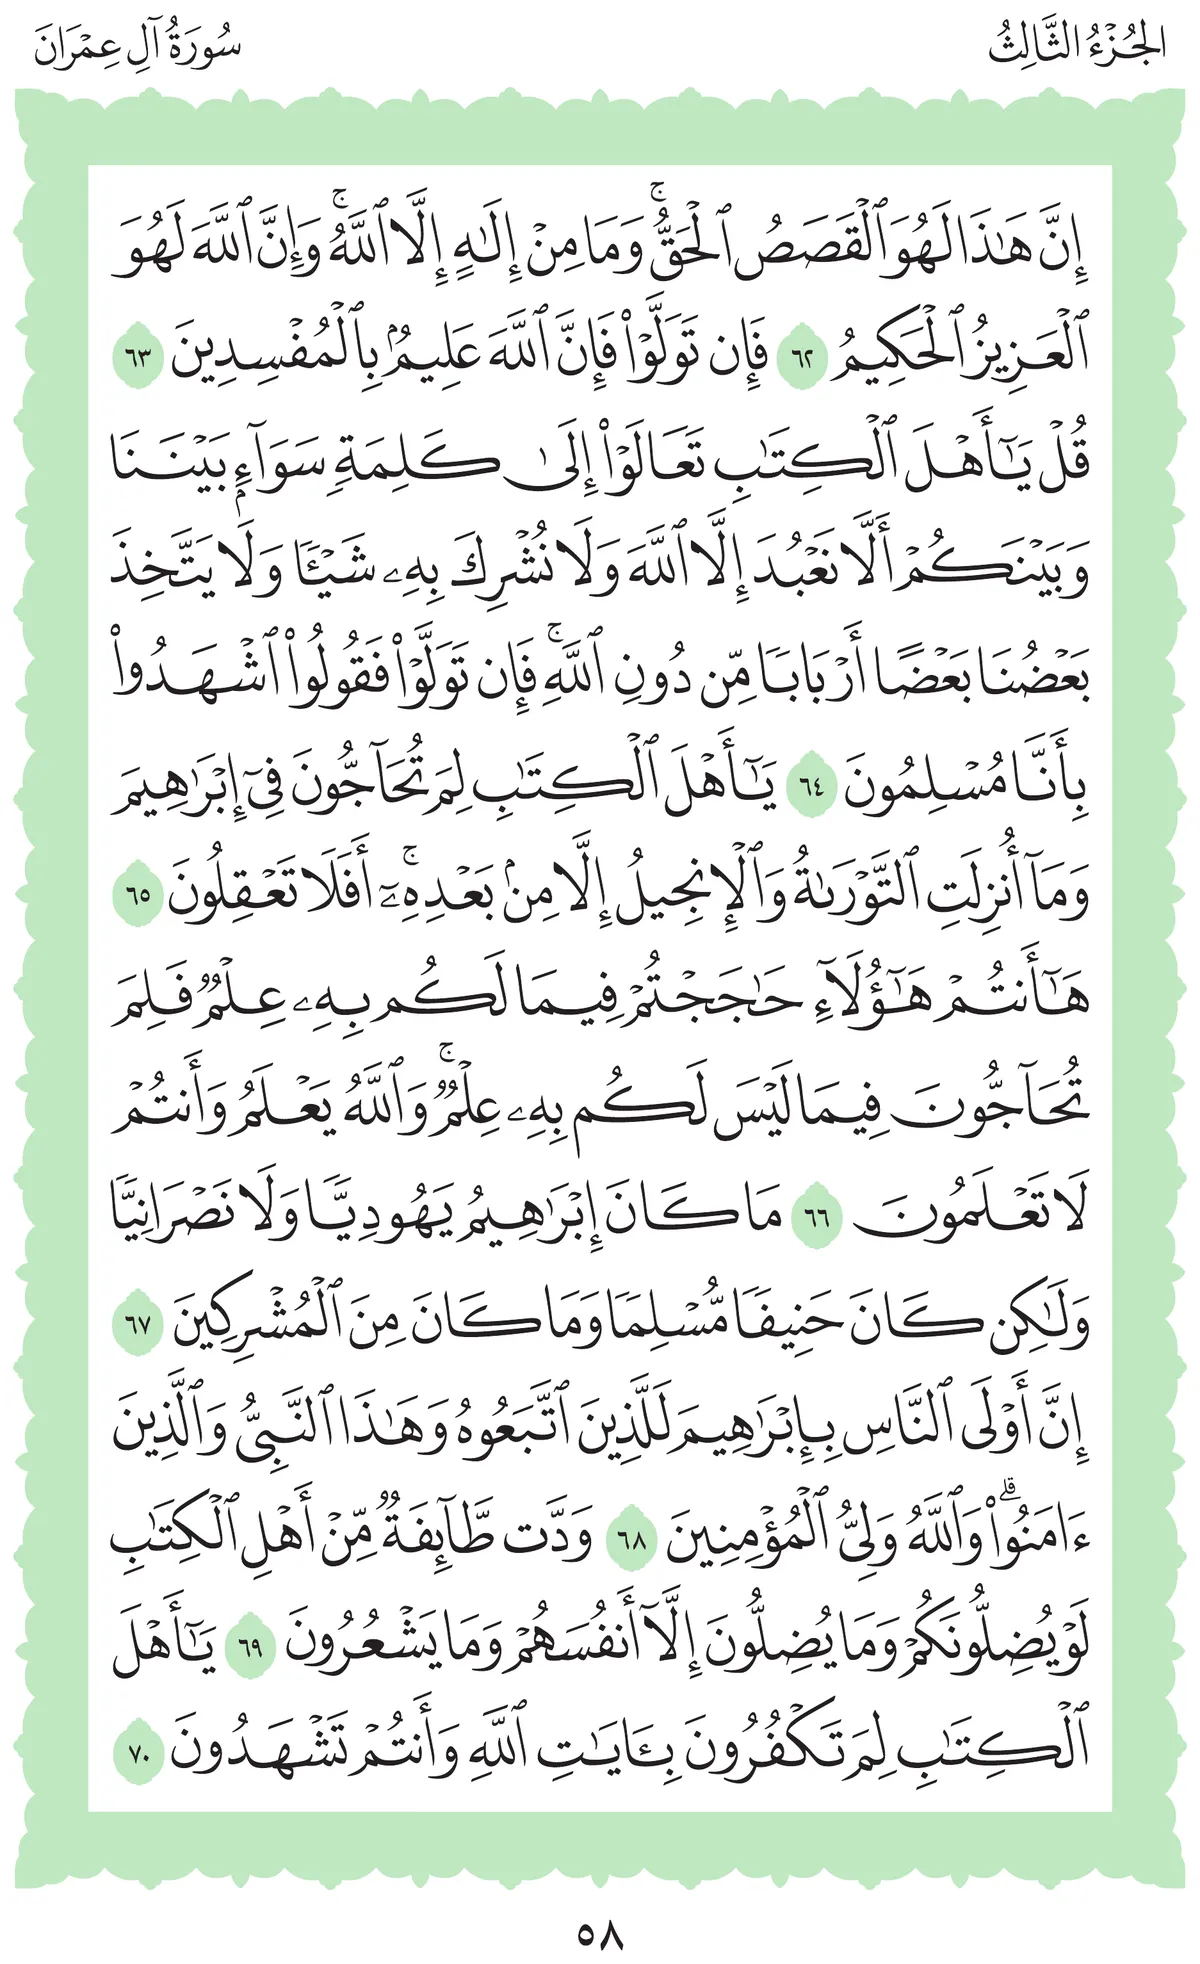 الجُزْءُ الثَّالِثُ
سُورَةُ آلِ عِمْرَانَ
إِنَّ هَٰذَا لَهُوَ ٱلْقَصَصُ ٱلْحَقُّۚ وَمَا مِنْ إِلَٰهٍ إِلَّا ٱللَّهُۚ وَإِنَّ ٱللَّهَ لَهُوَ
ٱلْعَزِيزُ ٱلْحَكِيمُ ٦٢ فَإِن تَوَلَّوْا۟ فَإِنَّ ٱللَّهَ عَلِيمٌۢ بِٱلْمُفْسِدِينَ ٦٣
قُلْ يَٰٓأَهْلَ ٱلْكِتَٰبِ تَعَالَوْا۟ إِلَىٰ كَلِمَةٍ سَوَآءٍۭ بَيْنَنَا
وَبَيْنَكُمْ أَلَّا نَعْبُدَ إِلَّا ٱللَّهَ وَلَا نُشْرِكَ بِهِۦ شَيْـًٔا وَلَا يَتَّخِذَ
بَعْضُنَا بَعْضًا أَرْبَابًا مِّن دُونِ ٱللَّهِۚ فَإِن تَوَلَّوْا۟ فَقُولُوا۟ ٱشْهَدُوا۟
بِأَنَّا مُسْلِمُونَ ٦٤ يَٰٓأَهْلَ ٱلْكِتَٰبِ لِمَ تُحَآجُّونَ فِىٓ إِبْرَٰهِيمَ
وَمَآ أُنزِلَتِ ٱلتَّوْرَىٰةُ وَٱلْإِنجِيلُ إِلَّا مِنۢ بَعْدِهِۦٓۚ أَفَلَا تَعْقِلُونَ ٦٥
هَٰٓأَنتُمْ هَٰٓؤُلَآءِ حَٰجَجْتُمْ فِيمَا لَكُم بِهِۦ عِلْمٌ فَلِمَ
تُحَآجُّونَ فِيمَا لَيْسَ لَكُم بِهِۦ عِلْمٌۚ وَٱللَّهُ يَعْلَمُ وَأَنتُمْ
لَا تَعْلَمُونَ ٦٦ مَا كَانَ إِبْرَٰهِيمُ يَهُودِيًّا وَلَا نَصْرَانِيًّا
وَلَٰكِن كَانَ حَنِيفًا مُّسْلِمًا وَمَا كَانَ مِنَ ٱلْمُشْرِكِينَ ٦٧
إِنَّ أَوْلَى ٱلنَّاسِ بِإِبْرَٰهِيمَ لَلَّذِينَ ٱتَّبَعُوهُ وَهَٰذَا ٱلنَّبِىُّ وَٱلَّذِينَ
ءَامَنُوا۟ۗ وَٱللَّهُ وَلِىُّ ٱلْمُؤْمِنِينَ ٦٨ وَدَّت طَّآئِفَةٌ مِّنْ أَهْلِ ٱلْكِتَٰبِ
لَوْ يُضِلُّونَكُمْ وَمَا يُضِلُّونَ إِلَّآ أَنفُسَهُمْ وَمَا يَشْعُرُونَ ٦٩ يَٰٓأَهْلَ
ٱلْكِتَٰبِ لِمَ تَكْفُرُونَ بِـَٔايَٰتِ ٱللَّهِ وَأَنتُمْ تَشْهَدُونَ ٧٠
٥٨